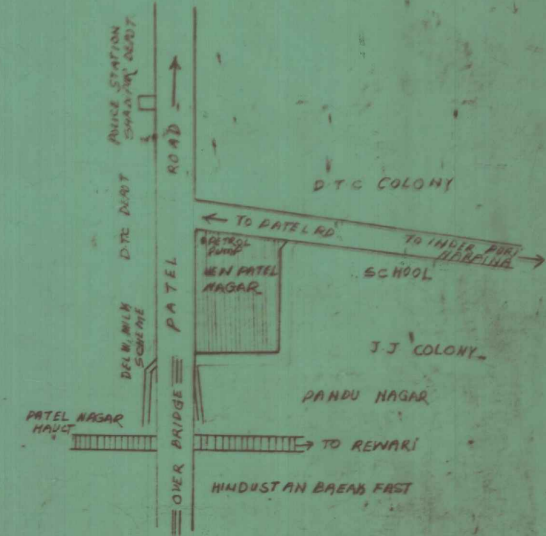 POLICE STATION
SHADIPUR DEPOT
ROAD
DTC DEPOT
D.T.C COLONY
TO PATEL RD
TO INDER PURI
NARAINA
PETROL
PUMP
NEW PATEL
NAGAR
SCHOOL
PATEL
DELHI MILK
SCHEME
J.J COLONY
PANDU NAGAR
OVER BRIDGE
PATEL NAGAR
HAULT
TO REWARI
HINDUSTAN BREAK FAST